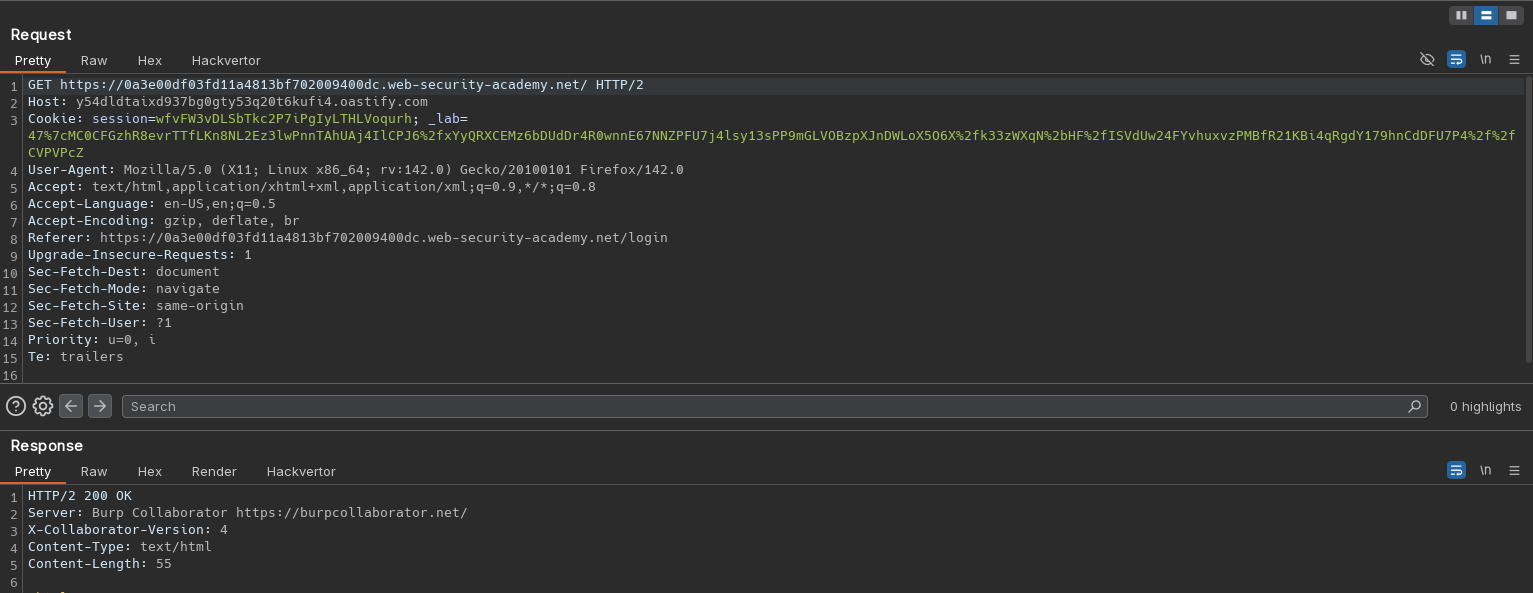 Request
Pretty Raw Hex Hackvertor
\n
1 GET https://0a3e00df03fd11a4813bf702009400dc.web-security-academy.net/ HTTP/2
2 Host: y54dldtaixd937bg0gty53q20t6kufi4.oastify.com
3 Cookie: session=wfvFW3vDLSbTkc2P7iPgIyLTHLVoqurh; _lab=
47%7cMC0CFGzhR8evrTTfLKn8NL2Ez3lwPnnTAhUAj4IlCPJ6%2fxYyQRXCEMz6bDUdDr4R0wnnE67NNZPFU7j4lsy13sPP9mGLVOBzpXJnDWLoX5O6X%2fk33zWXqN%2bHF%2fISVdUw24FYvhuxvzPMBfR21KBi4qRgdY179hnCdDFU7P4%2f%2f
CVPVPcZ
4 User-Agent: Mozilla/5.0 (X11; Linux x86_64; rv:142.0) Gecko/20100101 Firefox/142.0
5 Accept: text/html,application/xhtml+xml,application/xml;q=0.9,*/*;q=0.8
6 Accept-Language: en-US,en;q=0.5
7 Accept-Encoding: gzip, deflate, br
8 Referer: https://0a3e00df03fd11a4813bf702009400dc.web-security-academy.net/login
9 Upgrade-Insecure-Requests: 1
10 Sec-Fetch-Dest: document
11 Sec-Fetch-Mode: navigate
12 Sec-Fetch-Site: same-origin
13 Sec-Fetch-User: ?1
14 Priority: u=0, i
15 Te: trailers
16
Search
0 highlights
Response
Pretty Raw Hex Render Hackvertor
\n
1 HTTP/2 200 OK
2 Server: Burp Collaborator https://burpcollaborator.net/
3 X-Collaborator-Version: 4
4 Content-Type: text/html
5 Content-Length: 55
6